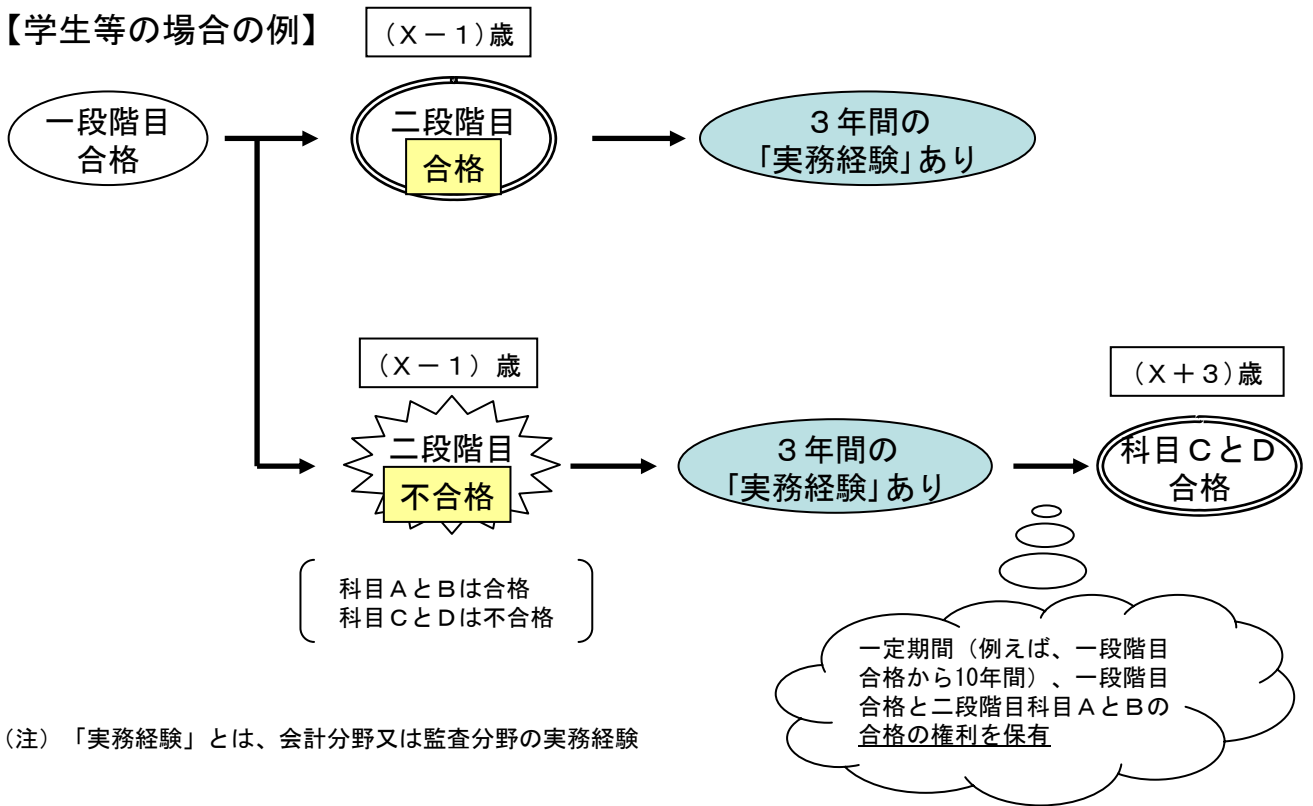 【学生等の場合の例】
（Ｘ－１）歳
一段階目
合格
二段階目
合格
３年間の
「実務経験」あり
（Ｘ－１）歳
二段階目
不合格
科目ＡとＢは合格
科目ＣとＤは不合格
３年間の
「実務経験」あり
（Ｘ＋３）歳
科目ＣとＤ
合格
一定期間（例えば、一段階目
合格から10年間）、一段階目
合格と二段階目科目ＡとＢの
合格の権利を保有
（注）「実務経験」とは、会計分野又は監査分野の実務経験